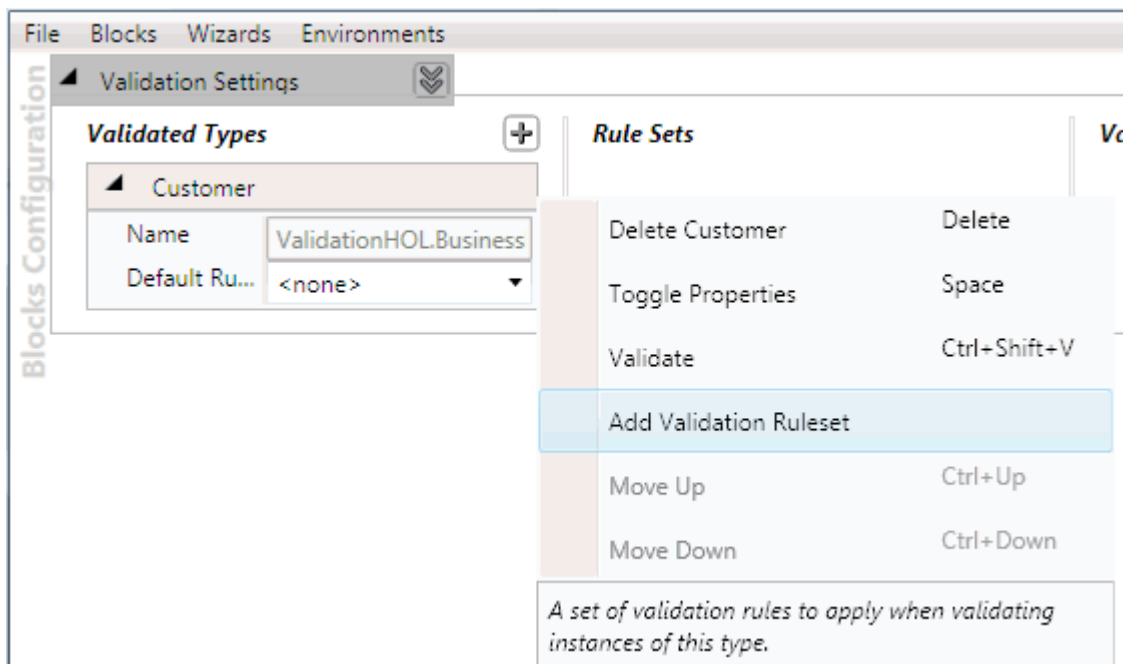 File Blocks Wizards Environments
Blocks Configuration
Validation Settings
Validated Types Rule Sets
Customer
Name ValidationHOL.Business
Default Ru... <none>
Delete Customer Delete
Toggle Properties Space
Validate Ctrl+Shift+V
Add Validation Ruleset
Move Up Ctrl+Up
Move Down Ctrl+Down
A set of validation rules to apply when validating
instances of this type.